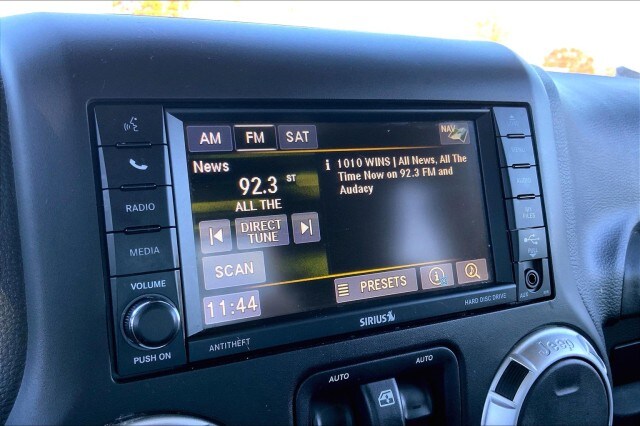 AM FM SAT NAV
News
92.3 ST
ALL THE
i 1010 WINS | All News, All The
Time Now on 92.3 FM and
Audacy
DIRECT
TUNE
SCAN
11:44
PRESETS
RADIO
MEDIA
VOLUME
PUSH ON
ANTITHEFT
SIRIUS
HARD DISC DRIVE
AUX
AUTO
AUTO
Jeep